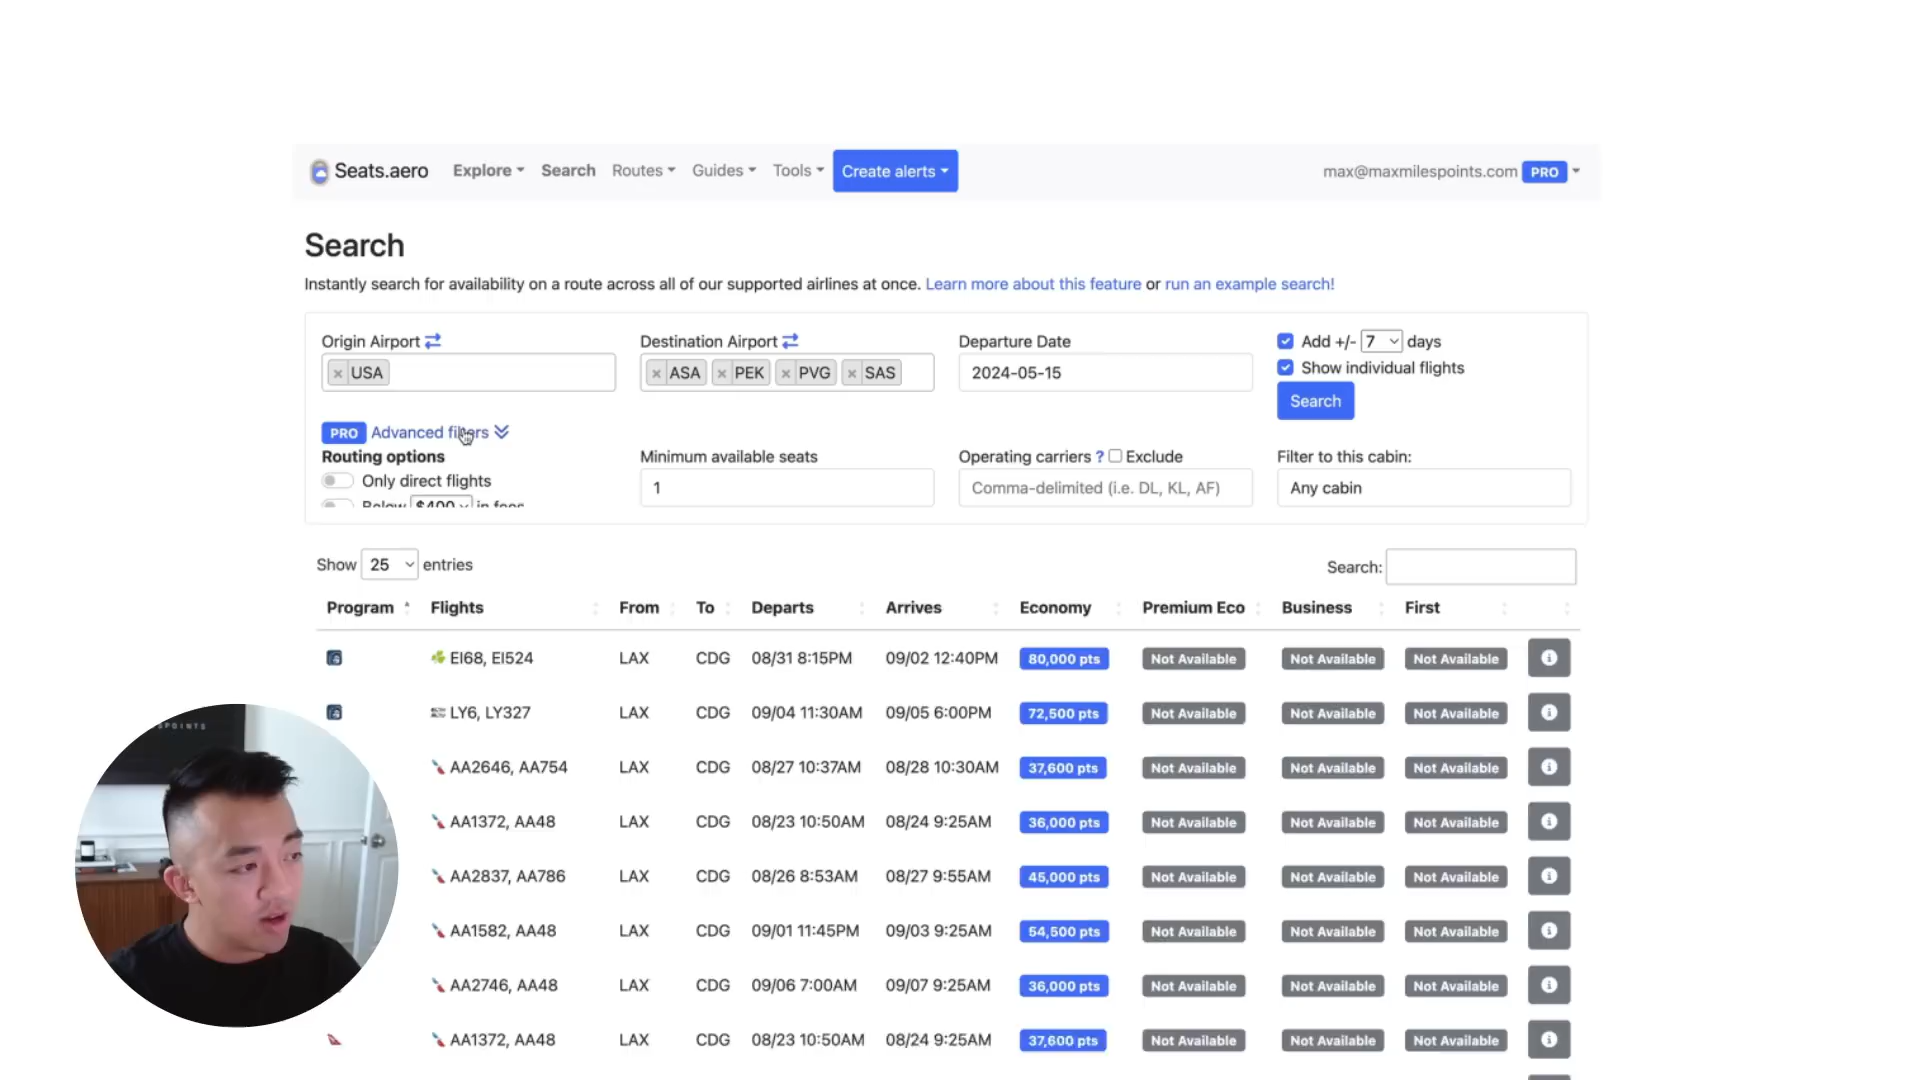 Seats.aero Explore Search Routes Guides Tools Create alerts max@maxmilespoints.com PRO
Search
Instantly search for availability on a route across all of our supported airlines at once. Learn more about this feature or run an example search!
Origin Airport Destination Airport Departure Date Add +/- 7 days
× USA × ASA × PEK × PVG × SAS 2024-05-15 Show individual flights
Search
PRO Advanced filters
Routing options Minimum available seats Operating carriers ? Exclude Filter to this cabin:
Only direct flights 1 Comma-delimited (i.e. DL, KL, AF) Any cabin
Below $400 in fees
Show 25 entries Search:
Program Flights From To Departs Arrives Economy Premium Eco Business First
EI68, EI524 LAX CDG 08/31 8:15PM 09/02 12:40PM 80,000 pts Not Available Not Available Not Available
LY6, LY327 LAX CDG 09/04 11:30AM 09/05 6:00PM 72,500 pts Not Available Not Available Not Available
AA2646, AA754 LAX CDG 08/27 10:37AM 08/28 10:30AM 37,600 pts Not Available Not Available Not Available
AA1372, AA48 LAX CDG 08/23 10:50AM 08/24 9:25AM 36,000 pts Not Available Not Available Not Available
AA2837, AA786 LAX CDG 08/26 8:53AM 08/27 9:55AM 45,000 pts Not Available Not Available Not Available
AA1582, AA48 LAX CDG 09/01 11:45PM 09/03 9:25AM 54,500 pts Not Available Not Available Not Available
AA2746, AA48 LAX CDG 09/06 7:00AM 09/07 9:25AM 36,000 pts Not Available Not Available Not Available
AA1372, AA48 LAX CDG 08/23 10:50AM 08/24 9:25AM 37,600 pts Not Available Not Available Not Available